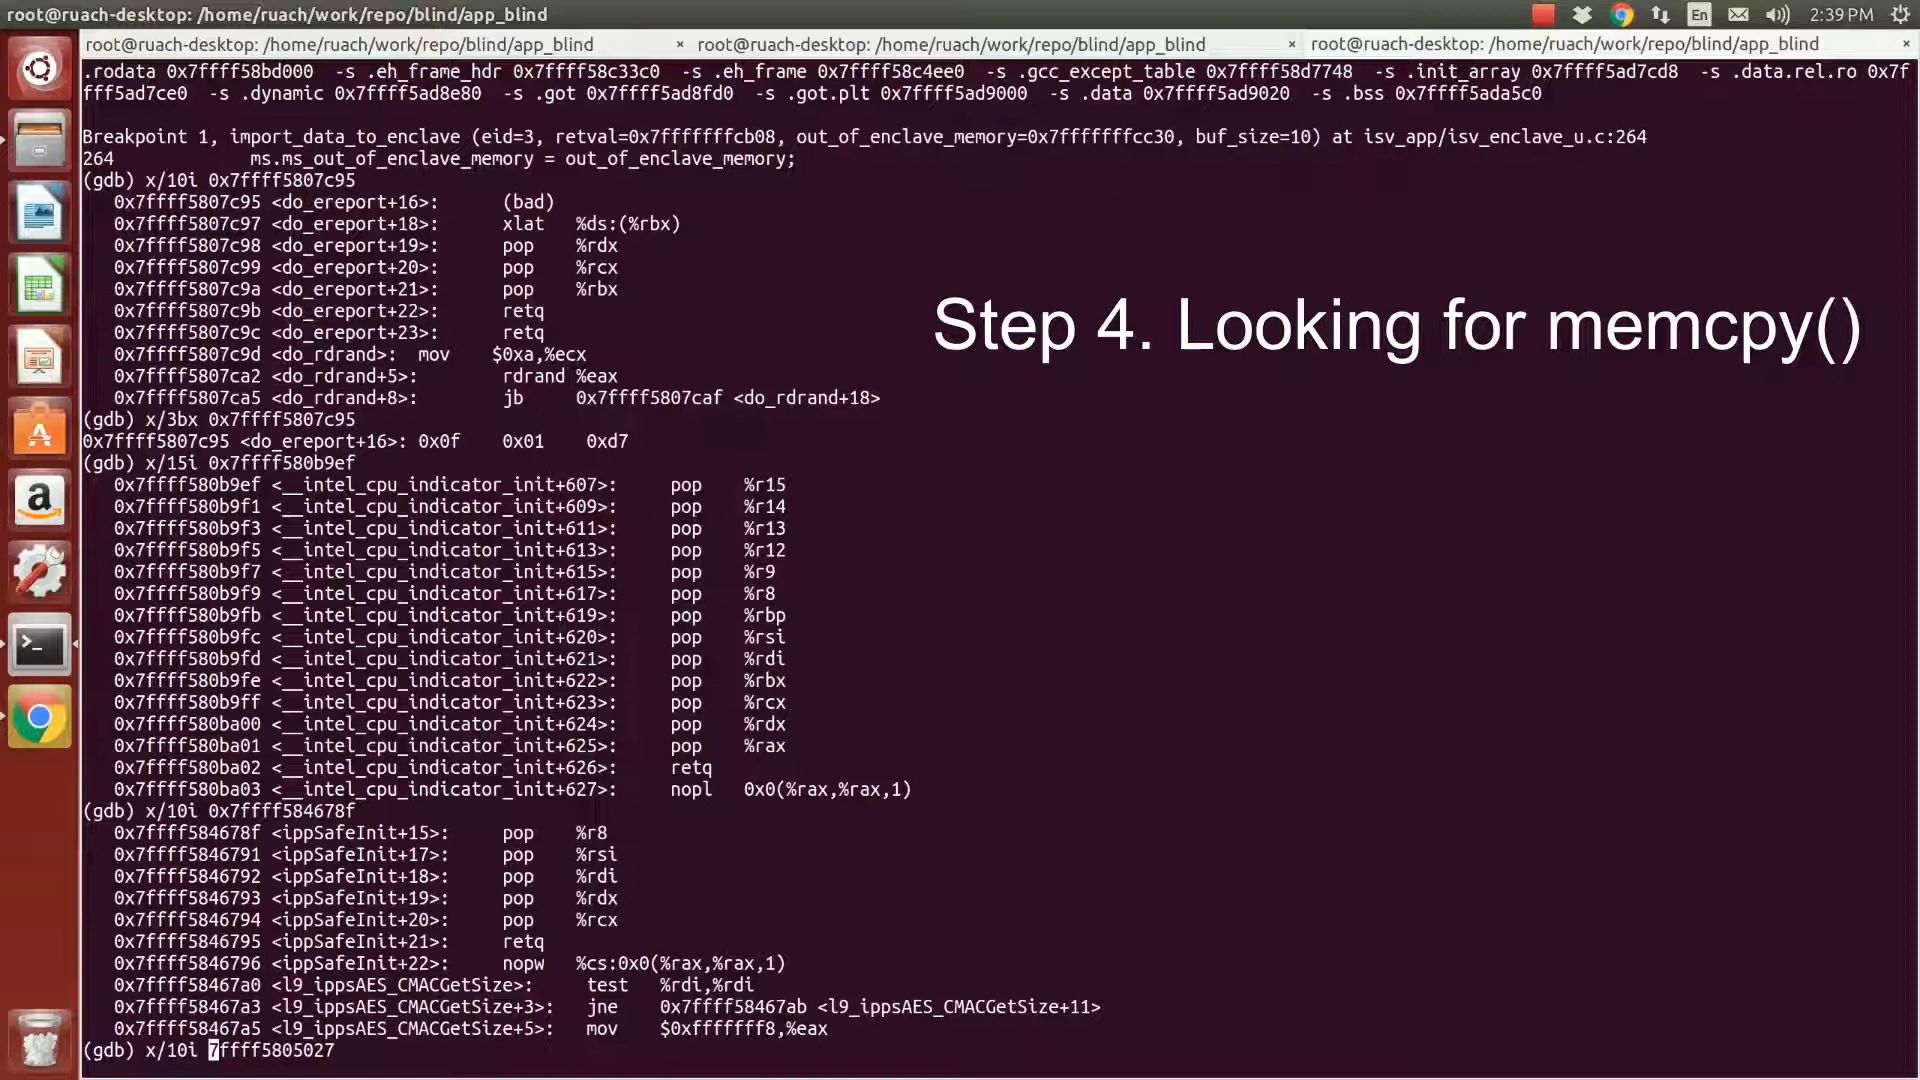 root@ruach-desktop: /home/ruach/work/repo/blind/app_blind
En
2:39 PM
root@ruach-desktop: /home/ruach/work/repo/blind/app_blind × root@ruach-desktop: /home/ruach/work/repo/blind/app_blind × root@ruach-desktop: /home/ruach/work/repo/blind/app_blind ×
.rodata 0x7ffff58bd000  -s .eh_frame_hdr 0x7ffff58c33c0  -s .eh_frame 0x7ffff58c4ee0  -s .gcc_except_table 0x7ffff58d7748  -s .init_array 0x7ffff5ad7cd8  -s .data.rel.ro 0x7f
fff5ad7ce0  -s .dynamic 0x7ffff5ad8e80  -s .got 0x7ffff5ad8fd0  -s .got.plt 0x7ffff5ad9000  -s .data 0x7ffff5ad9020  -s .bss 0x7ffff5ada5c0
Breakpoint 1, import_data_to_enclave (eid=3, retval=0x7fffffffcb08, out_of_enclave_memory=0x7fffffffcc30, buf_size=10) at isv_app/isv_enclave_u.c:264
264 ms.ms_out_of_enclave_memory = out_of_enclave_memory;
(gdb) x/10i 0x7ffff5807c95
0x7ffff5807c95 <do_ereport+16>: (bad)
0x7ffff5807c97 <do_ereport+18>: xlat %ds:(%rbx)
0x7ffff5807c98 <do_ereport+19>: pop %rdx
0x7ffff5807c99 <do_ereport+20>: pop %rcx
0x7ffff5807c9a <do_ereport+21>: pop %rbx
0x7ffff5807c9b <do_ereport+22>: retq
0x7ffff5807c9c <do_ereport+23>: retq
Step 4. Looking for memcpy()
0x7ffff5807c9d <do_rdrand>: mov $0xa,%ecx
0x7ffff5807ca2 <do_rdrand+5>: rdrand %eax
0x7ffff5807ca5 <do_rdrand+8>: jb 0x7ffff5807caf <do_rdrand+18>
(gdb) x/3bx 0x7ffff5807c95
0x7ffff5807c95 <do_ereport+16>: 0x0f 0x01 0xd7
(gdb) x/15i 0x7ffff580b9ef
0x7ffff580b9ef <__intel_cpu_indicator_init+607>: pop %r15
0x7ffff580b9f1 <__intel_cpu_indicator_init+609>: pop %r14
0x7ffff580b9f3 <__intel_cpu_indicator_init+611>: pop %r13
0x7ffff580b9f5 <__intel_cpu_indicator_init+613>: pop %r12
0x7ffff580b9f7 <__intel_cpu_indicator_init+615>: pop %r9
0x7ffff580b9f9 <__intel_cpu_indicator_init+617>: pop %r8
0x7ffff580b9fb <__intel_cpu_indicator_init+619>: pop %rbp
0x7ffff580b9fc <__intel_cpu_indicator_init+620>: pop %rsi
0x7ffff580b9fd <__intel_cpu_indicator_init+621>: pop %rdi
0x7ffff580b9fe <__intel_cpu_indicator_init+622>: pop %rbx
0x7ffff580b9ff <__intel_cpu_indicator_init+623>: pop %rcx
0x7ffff580ba00 <__intel_cpu_indicator_init+624>: pop %rdx
0x7ffff580ba01 <__intel_cpu_indicator_init+625>: pop %rax
0x7ffff580ba02 <__intel_cpu_indicator_init+626>: retq
0x7ffff580ba03 <__intel_cpu_indicator_init+627>: nopl 0x0(%rax,%rax,1)
(gdb) x/10i 0x7ffff584678f
0x7ffff584678f <ippSafeInit+15>: pop %r8
0x7ffff5846791 <ippSafeInit+17>: pop %rsi
0x7ffff5846792 <ippSafeInit+18>: pop %rdi
0x7ffff5846793 <ippSafeInit+19>: pop %rdx
0x7ffff5846794 <ippSafeInit+20>: pop %rcx
0x7ffff5846795 <ippSafeInit+21>: retq
0x7ffff5846796 <ippSafeInit+22>: nopw %cs:0x0(%rax,%rax,1)
0x7ffff58467a0 <l9_ippsAES_CMACGetSize>: test %rdi,%rdi
0x7ffff58467a3 <l9_ippsAES_CMACGetSize+3>: jne 0x7ffff58467ab <l9_ippsAES_CMACGetSize+11>
0x7ffff58467a5 <l9_ippsAES_CMACGetSize+5>: mov $0xfffffff8,%eax
(gdb) x/10i 7ffff5805027